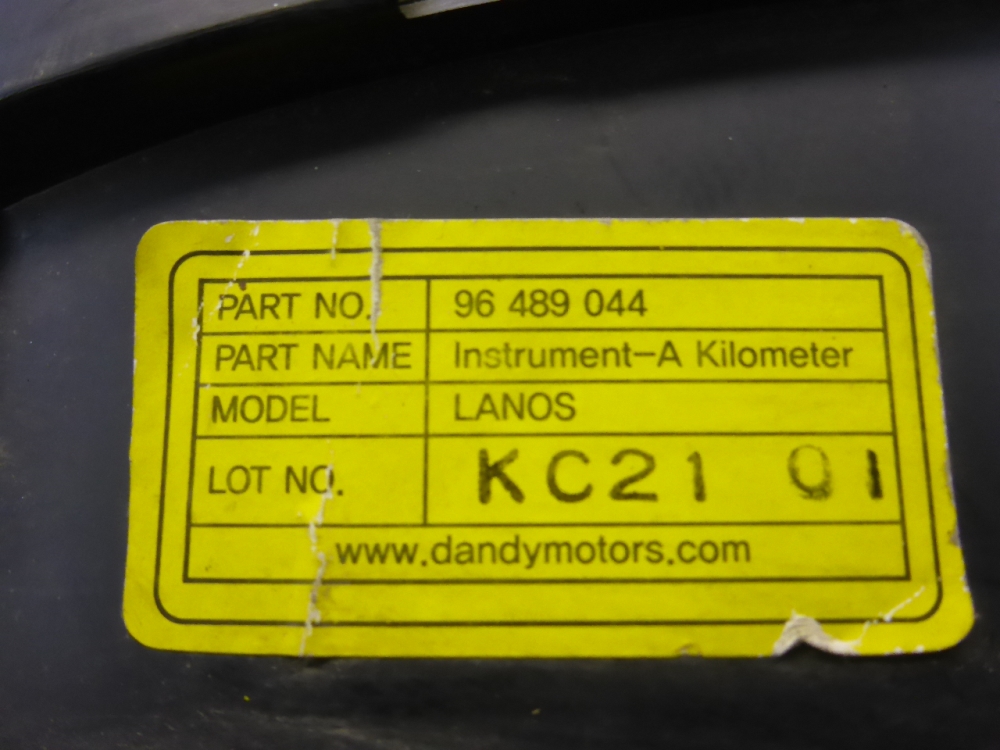 PART NO. 96 489 044
PART NAME Instrument-A Kilometer
MODEL LANOS
LOT NO. KC21 01
www.dandymotors.com